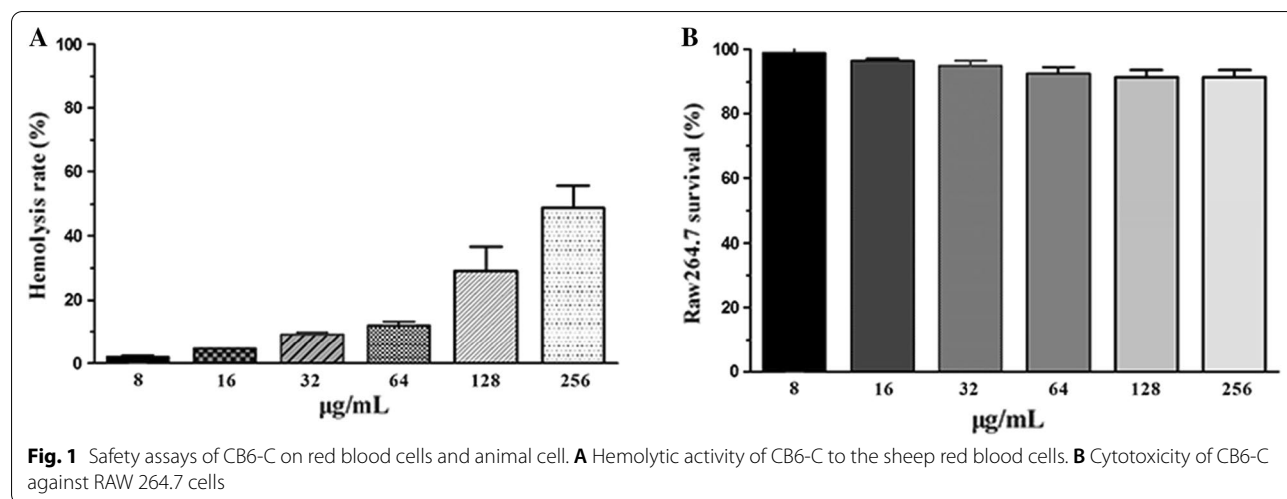 A
Hemolysis rate (%)
100
80
60
40
20
0
8 16 32 64 128 256
µg/mL
B
Raw264.7 survival (%)
100
80
60
40
20
0
8 16 32 64 128 256
µg/mL
Fig. 1 Safety assays of CB6-C on red blood cells and animal cell. A Hemolytic activity of CB6-C to the sheep red blood cells. B Cytotoxicity of CB6-C
against RAW 264.7 cells